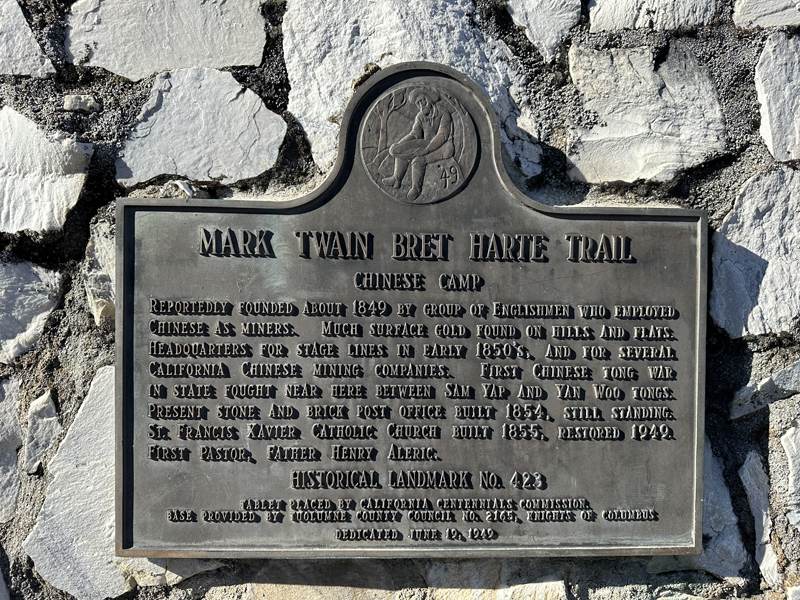 '49
MARK TWAIN BRET HARTE TRAIL
CHINESE CAMP
REPORTEDLY FOUNDED ABOUT 1849 BY GROUP OF ENGLISHMEN WHO EMPLOYED
CHINESE AS MINERS. MUCH SURFACE GOLD FOUND ON HILLS AND FLATS.
HEADQUARTERS FOR STAGE LINES IN EARLY 1850'S, AND FOR SEVERAL
CALIFORNIA CHINESE MINING COMPANIES. FIRST CHINESE TONG WAR
IN STATE FOUGHT NEAR HERE BETWEEN SAM YAP AND YAN WOO TONGS.
PRESENT STONE AND BRICK POST OFFICE BUILT 1854, STILL STANDING.
ST. FRANCIS XAVIER CATHOLIC CHURCH BUILT 1855, RESTORED 1949.
FIRST PASTOR, FATHER HENRY ALERIC.
HISTORICAL LANDMARK NO. 423
TABLET PLACED BY CALIFORNIA CENTENNIALS COMMISSION.
BASE PROVIDED BY TUOLUMNE COUNTY COUNCIL NO. 2165, KNIGHTS OF COLUMBUS
DEDICATED JUNE 19, 1949